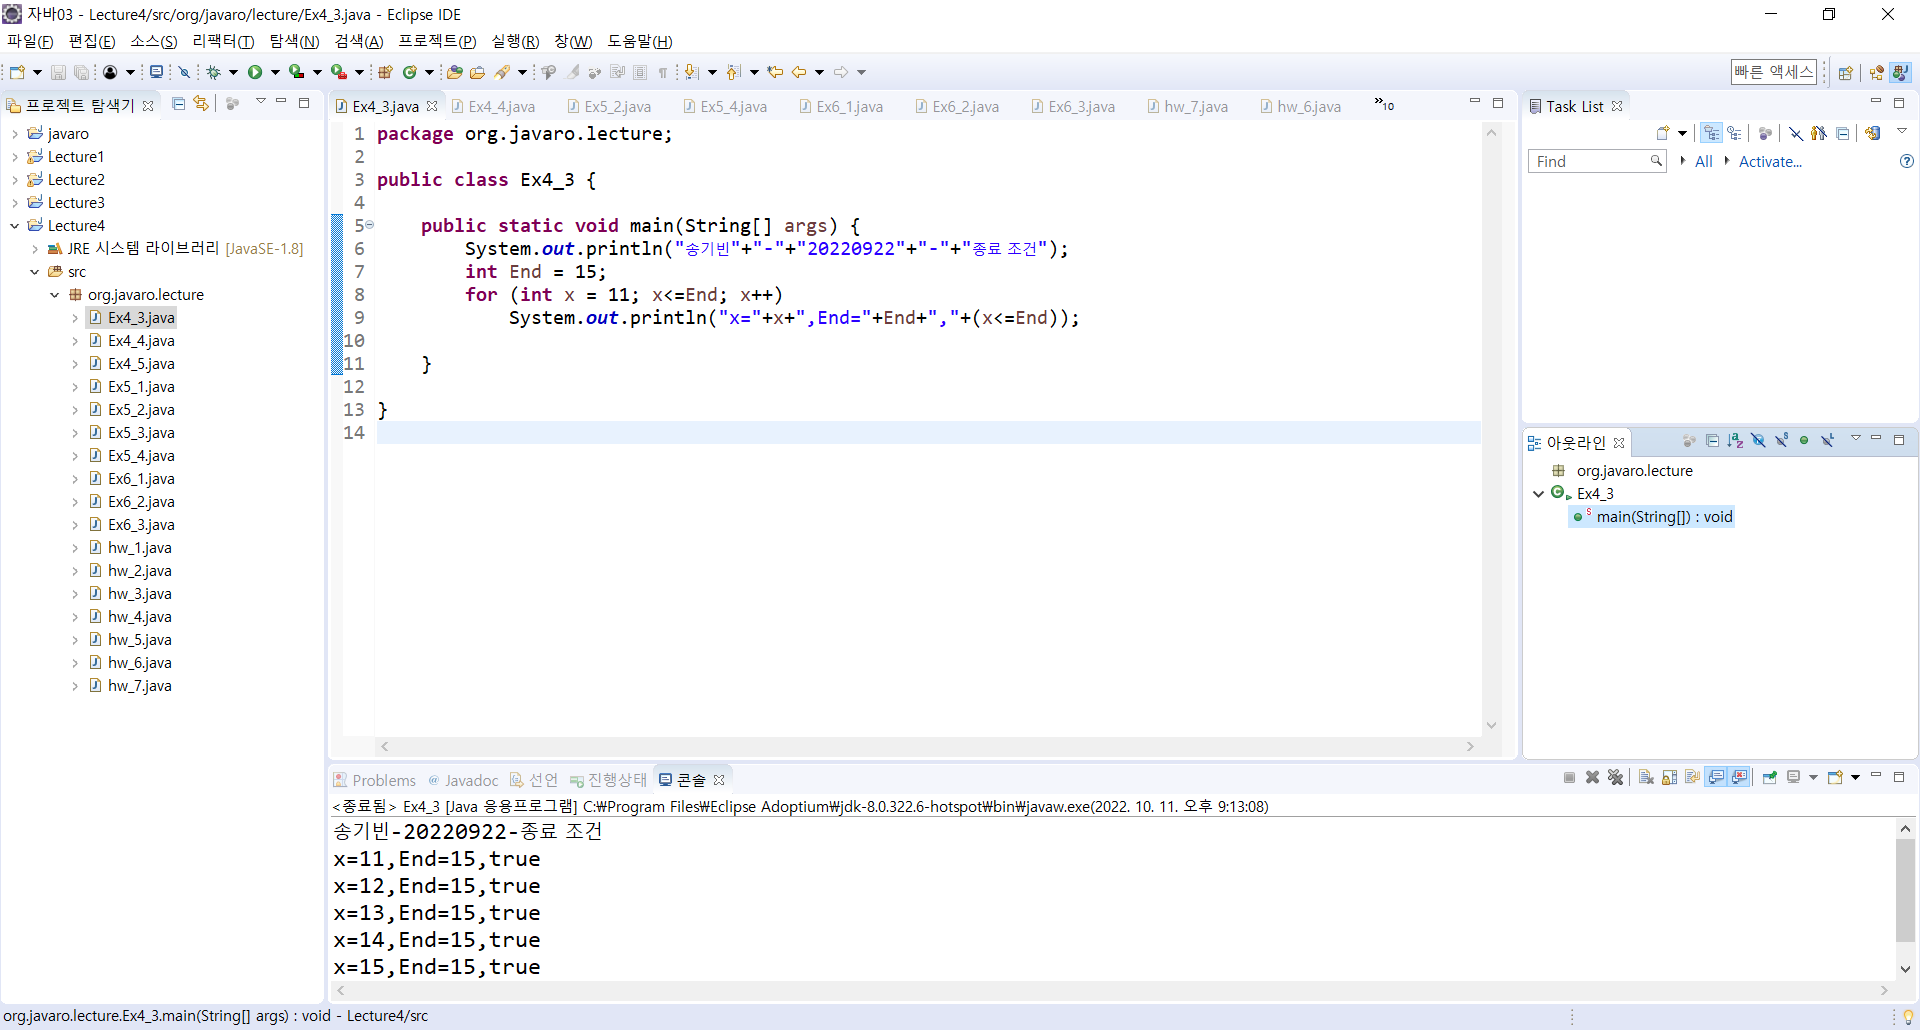 자바03 - Lecture4/src/org/javaro/lecture/Ex4_3.java - Eclipse IDE
파일(F) 편집(E) 소스(S) 리팩터(T) 탐색(N) 검색(A) 프로젝트(P) 실행(R) 창(W) 도움말(H)
빠른 액세스
프로젝트 탐색기
javaro
Lecture1
Lecture2
Lecture3
Lecture4
JRE 시스템 라이브러리 [JavaSE-1.8]
src
org.javaro.lecture
Ex4_3.java
Ex4_4.java
Ex4_5.java
Ex5_1.java
Ex5_2.java
Ex5_3.java
Ex5_4.java
Ex6_1.java
Ex6_2.java
Ex6_3.java
hw_1.java
hw_2.java
hw_3.java
hw_4.java
hw_5.java
hw_6.java
hw_7.java
Ex4_3.java Ex4_4.java Ex5_2.java Ex5_4.java Ex6_1.java Ex6_2.java Ex6_3.java hw_7.java hw_6.java »10
1 package org.javaro.lecture;
2
3 public class Ex4_3 {
4
5 public static void main(String[] args) {
6 System.out.println("송기빈"+"-"+"20220922"+"-"+"종료 조건");
7 int End = 15;
8 for (int x = 11; x<=End; x++)
9 System.out.println("x="+x+",End="+End+","+(x<=End));
10
11 }
12
13 }
14
Task List
Find All Activate...
아웃라인
org.javaro.lecture
Ex4_3
main(String[]) : void
Problems @ Javadoc 선언 진행상태 콘솔
<종료됨> Ex4_3 [Java 응용프로그램] C:₩Program Files₩Eclipse Adoptium₩jdk-8.0.322.6-hotspot₩bin₩javaw.exe(2022. 10. 11. 오후 9:13:08)
송기빈-20220922-종료 조건
x=11,End=15,true
x=12,End=15,true
x=13,End=15,true
x=14,End=15,true
x=15,End=15,true
org.javaro.lecture.Ex4_3.main(String[] args) : void - Lecture4/src